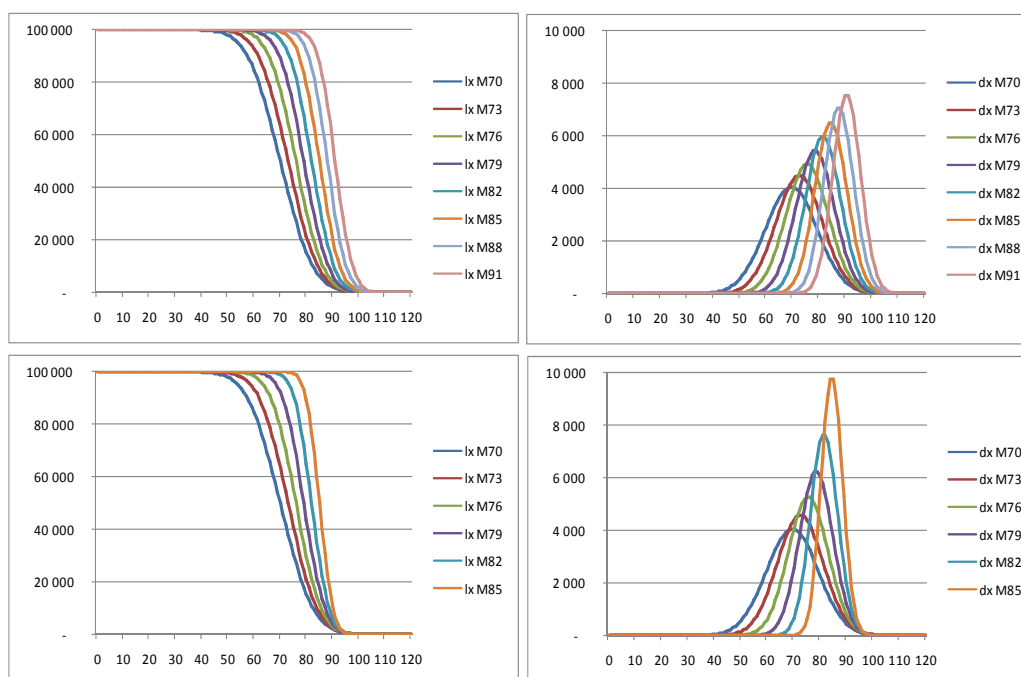 100 000
80 000
60 000
40 000
20 000
-
0 10 20 30 40 50 60 70 80 90 100 110 120
lx M70
lx M73
lx M76
lx M79
lx M82
lx M85
lx M88
lx M91
10 000
8 000
6 000
4 000
2 000
-
0 10 20 30 40 50 60 70 80 90 100 110 120
dx M70
dx M73
dx M76
dx M79
dx M82
dx M85
dx M88
dx M91
100 000
80 000
60 000
40 000
20 000
-
0 10 20 30 40 50 60 70 80 90 100 110 120
lx M70
lx M73
lx M76
lx M79
lx M82
lx M85
10 000
8 000
6 000
4 000
2 000
-
0 10 20 30 40 50 60 70 80 90 100 110 120
dx M70
dx M73
dx M76
dx M79
dx M82
dx M85